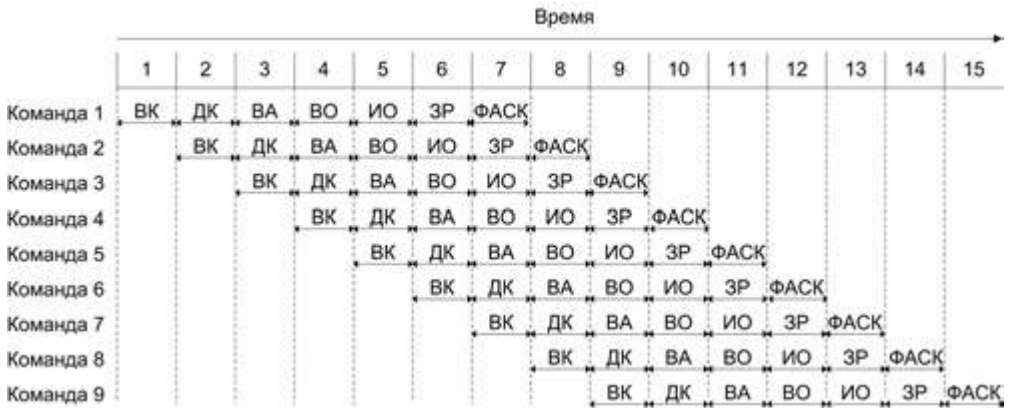 Время
1 2 3 4 5 6 7 8 9 10 11 12 13 14 15
Команда 1 ВК ДК ВА ВО ИО ЗР ФАСК
Команда 2 ВК ДК ВА ВО ИО ЗР ФАСК
Команда 3 ВК ДК ВА ВО ИО ЗР ФАСК
Команда 4 ВК ДК ВА ВО ИО ЗР ФАСК
Команда 5 ВК ДК ВА ВО ИО ЗР ФАСК
Команда 6 ВК ДК ВА ВО ИО ЗР ФАСК
Команда 7 ВК ДК ВА ВО ИО ЗР ФАСК
Команда 8 ВК ДК ВА ВО ИО ЗР ФАСК
Команда 9 ВК ДК ВА ВО ИО ЗР ФАСК